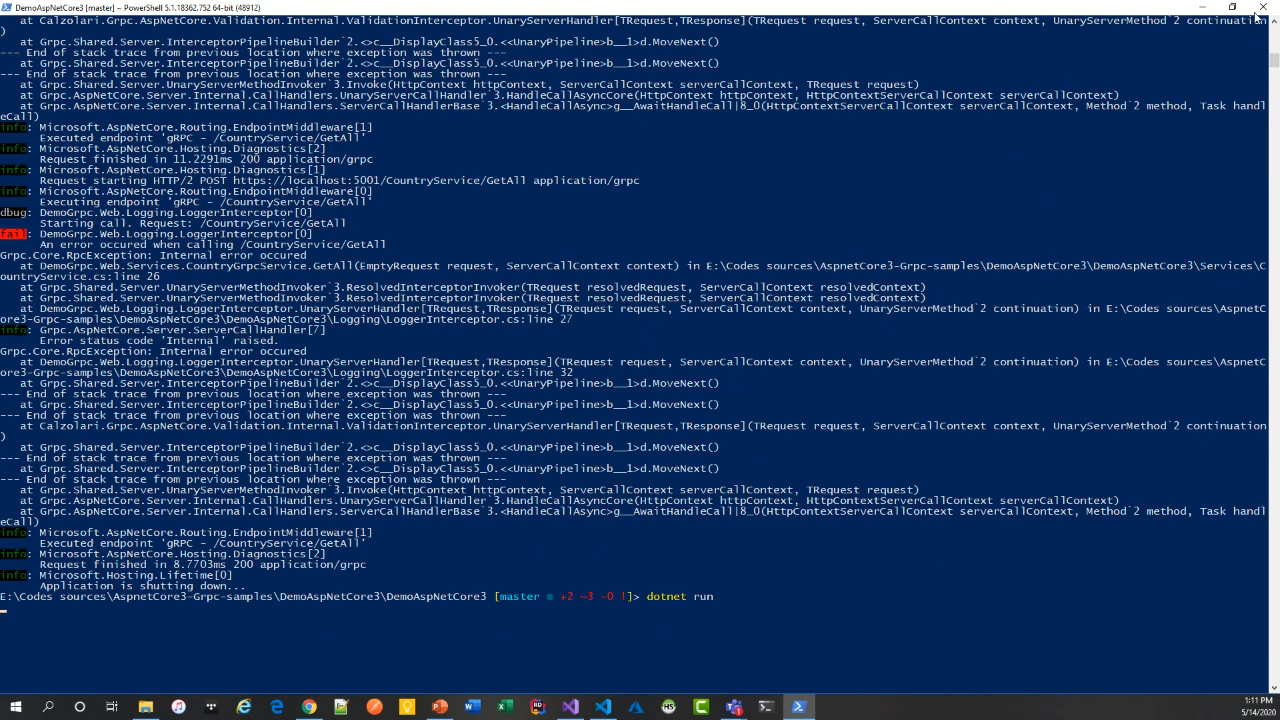 DemoAspNetCore3 [master] ~ PowerShell 5.1.18362.752 64-bit (48912)
at Calzolari.Grpc.AspNetCore.Validation.Internal.ValidationInterceptor.UnaryServerHandler[TRequest,TResponse](TRequest request, ServerCallContext context, UnaryServerMethod`2 continuation
)
at Grpc.Shared.Server.InterceptorPipelineBuilder`2.<>c__DisplayClass5_0.<<UnaryPipeline>b__1>d.MoveNext()
--- End of stack trace from previous location where exception was thrown ---
at Grpc.Shared.Server.InterceptorPipelineBuilder`2.<>c__DisplayClass5_0.<<UnaryPipeline>b__1>d.MoveNext()
--- End of stack trace from previous location where exception was thrown ---
at Grpc.Shared.Server.UnaryServerMethodInvoker`3.Invoke(HttpContext httpContext, ServerCallContext serverCallContext, TRequest request)
at Grpc.AspNetCore.Server.Internal.CallHandlers.UnaryServerCallHandler`3.HandleCallAsyncCore(HttpContext httpContext, HttpContextServerCallContext serverCallContext)
at Grpc.AspNetCore.Server.Internal.CallHandlers.ServerCallHandlerBase`3.<HandleCallAsync>g__AwaitHandleCall|8_0(HttpContextServerCallContext serverCallContext, Method`2 method, Task handl
eCall)
info: Microsoft.AspNetCore.Routing.EndpointMiddleware[1]
Executed endpoint 'gRPC - /CountryService/GetAll'
info: Microsoft.AspNetCore.Hosting.Diagnostics[2]
Request finished in 11.2291ms 200 application/grpc
info: Microsoft.AspNetCore.Hosting.Diagnostics[1]
Request starting HTTP/2 POST https://localhost:5001/CountryService/GetAll application/grpc
info: Microsoft.AspNetCore.Routing.EndpointMiddleware[0]
Executing endpoint 'gRPC - /CountryService/GetAll'
dbug: DemoGrpc.Web.Logging.LoggerInterceptor[0]
Starting call. Request: /CountryService/GetAll
fail: DemoGrpc.Web.Logging.LoggerInterceptor[0]
An error occured when calling /CountryService/GetAll
Grpc.Core.RpcException: Internal error occured
at DemoGrpc.Web.Services.CountryGrpcService.GetAll(EmptyRequest request, ServerCallContext context) in E:\Codes sources\AspnetCore3-Grpc-samples\DemoAspNetCore3\DemoAspNetCore3\Services\C
ountryService.cs:line 26
at Grpc.Shared.Server.UnaryServerMethodInvoker`3.ResolvedInterceptorInvoker(TRequest resolvedRequest, ServerCallContext resolvedContext)
at Grpc.Shared.Server.UnaryServerMethodInvoker`3.ResolvedInterceptorInvoker(TRequest resolvedRequest, ServerCallContext resolvedContext)
at DemoGrpc.Web.Logging.LoggerInterceptor.UnaryServerHandler[TRequest,TResponse](TRequest request, ServerCallContext context, UnaryServerMethod`2 continuation) in E:\Codes sources\AspnetC
ore3-Grpc-samples\DemoAspNetCore3\DemoAspNetCore3\Logging\LoggerInterceptor.cs:line 27
info: Grpc.AspNetCore.Server.ServerCallHandler[7]
Error status code 'Internal' raised.
Grpc.Core.RpcException: Internal error occured
at DemoGrpc.Web.Logging.LoggerInterceptor.UnaryServerHandler[TRequest,TResponse](TRequest request, ServerCallContext context, UnaryServerMethod`2 continuation) in E:\Codes sources\AspnetC
ore3-Grpc-samples\DemoAspNetCore3\DemoAspNetCore3\Logging\LoggerInterceptor.cs:line 32
at Grpc.Shared.Server.InterceptorPipelineBuilder`2.<>c__DisplayClass5_0.<<UnaryPipeline>b__1>d.MoveNext()
--- End of stack trace from previous location where exception was thrown ---
at Grpc.Shared.Server.InterceptorPipelineBuilder`2.<>c__DisplayClass5_0.<<UnaryPipeline>b__1>d.MoveNext()
--- End of stack trace from previous location where exception was thrown ---
at Calzolari.Grpc.AspNetCore.Validation.Internal.ValidationInterceptor.UnaryServerHandler[TRequest,TResponse](TRequest request, ServerCallContext context, UnaryServerMethod`2 continuation
)
at Grpc.Shared.Server.InterceptorPipelineBuilder`2.<>c__DisplayClass5_0.<<UnaryPipeline>b__1>d.MoveNext()
--- End of stack trace from previous location where exception was thrown ---
at Grpc.Shared.Server.InterceptorPipelineBuilder`2.<>c__DisplayClass5_0.<<UnaryPipeline>b__1>d.MoveNext()
--- End of stack trace from previous location where exception was thrown ---
at Grpc.Shared.Server.UnaryServerMethodInvoker`3.Invoke(HttpContext httpContext, ServerCallContext serverCallContext, TRequest request)
at Grpc.AspNetCore.Server.Internal.CallHandlers.UnaryServerCallHandler`3.HandleCallAsyncCore(HttpContext httpContext, HttpContextServerCallContext serverCallContext)
at Grpc.AspNetCore.Server.Internal.CallHandlers.ServerCallHandlerBase`3.<HandleCallAsync>g__AwaitHandleCall|8_0(HttpContextServerCallContext serverCallContext, Method`2 method, Task handl
eCall)
info: Microsoft.AspNetCore.Routing.EndpointMiddleware[1]
Executed endpoint 'gRPC - /CountryService/GetAll'
info: Microsoft.AspNetCore.Hosting.Diagnostics[2]
Request finished in 8.7703ms 200 application/grpc
info: Microsoft.Hosting.Lifetime[0]
Application is shutting down...
E:\Codes sources\AspnetCore3-Grpc-samples\DemoAspNetCore3\DemoAspNetCore3 [master ≡ +2 ~3 -0 !]> dotnet run
1:11 PM
5/14/2020